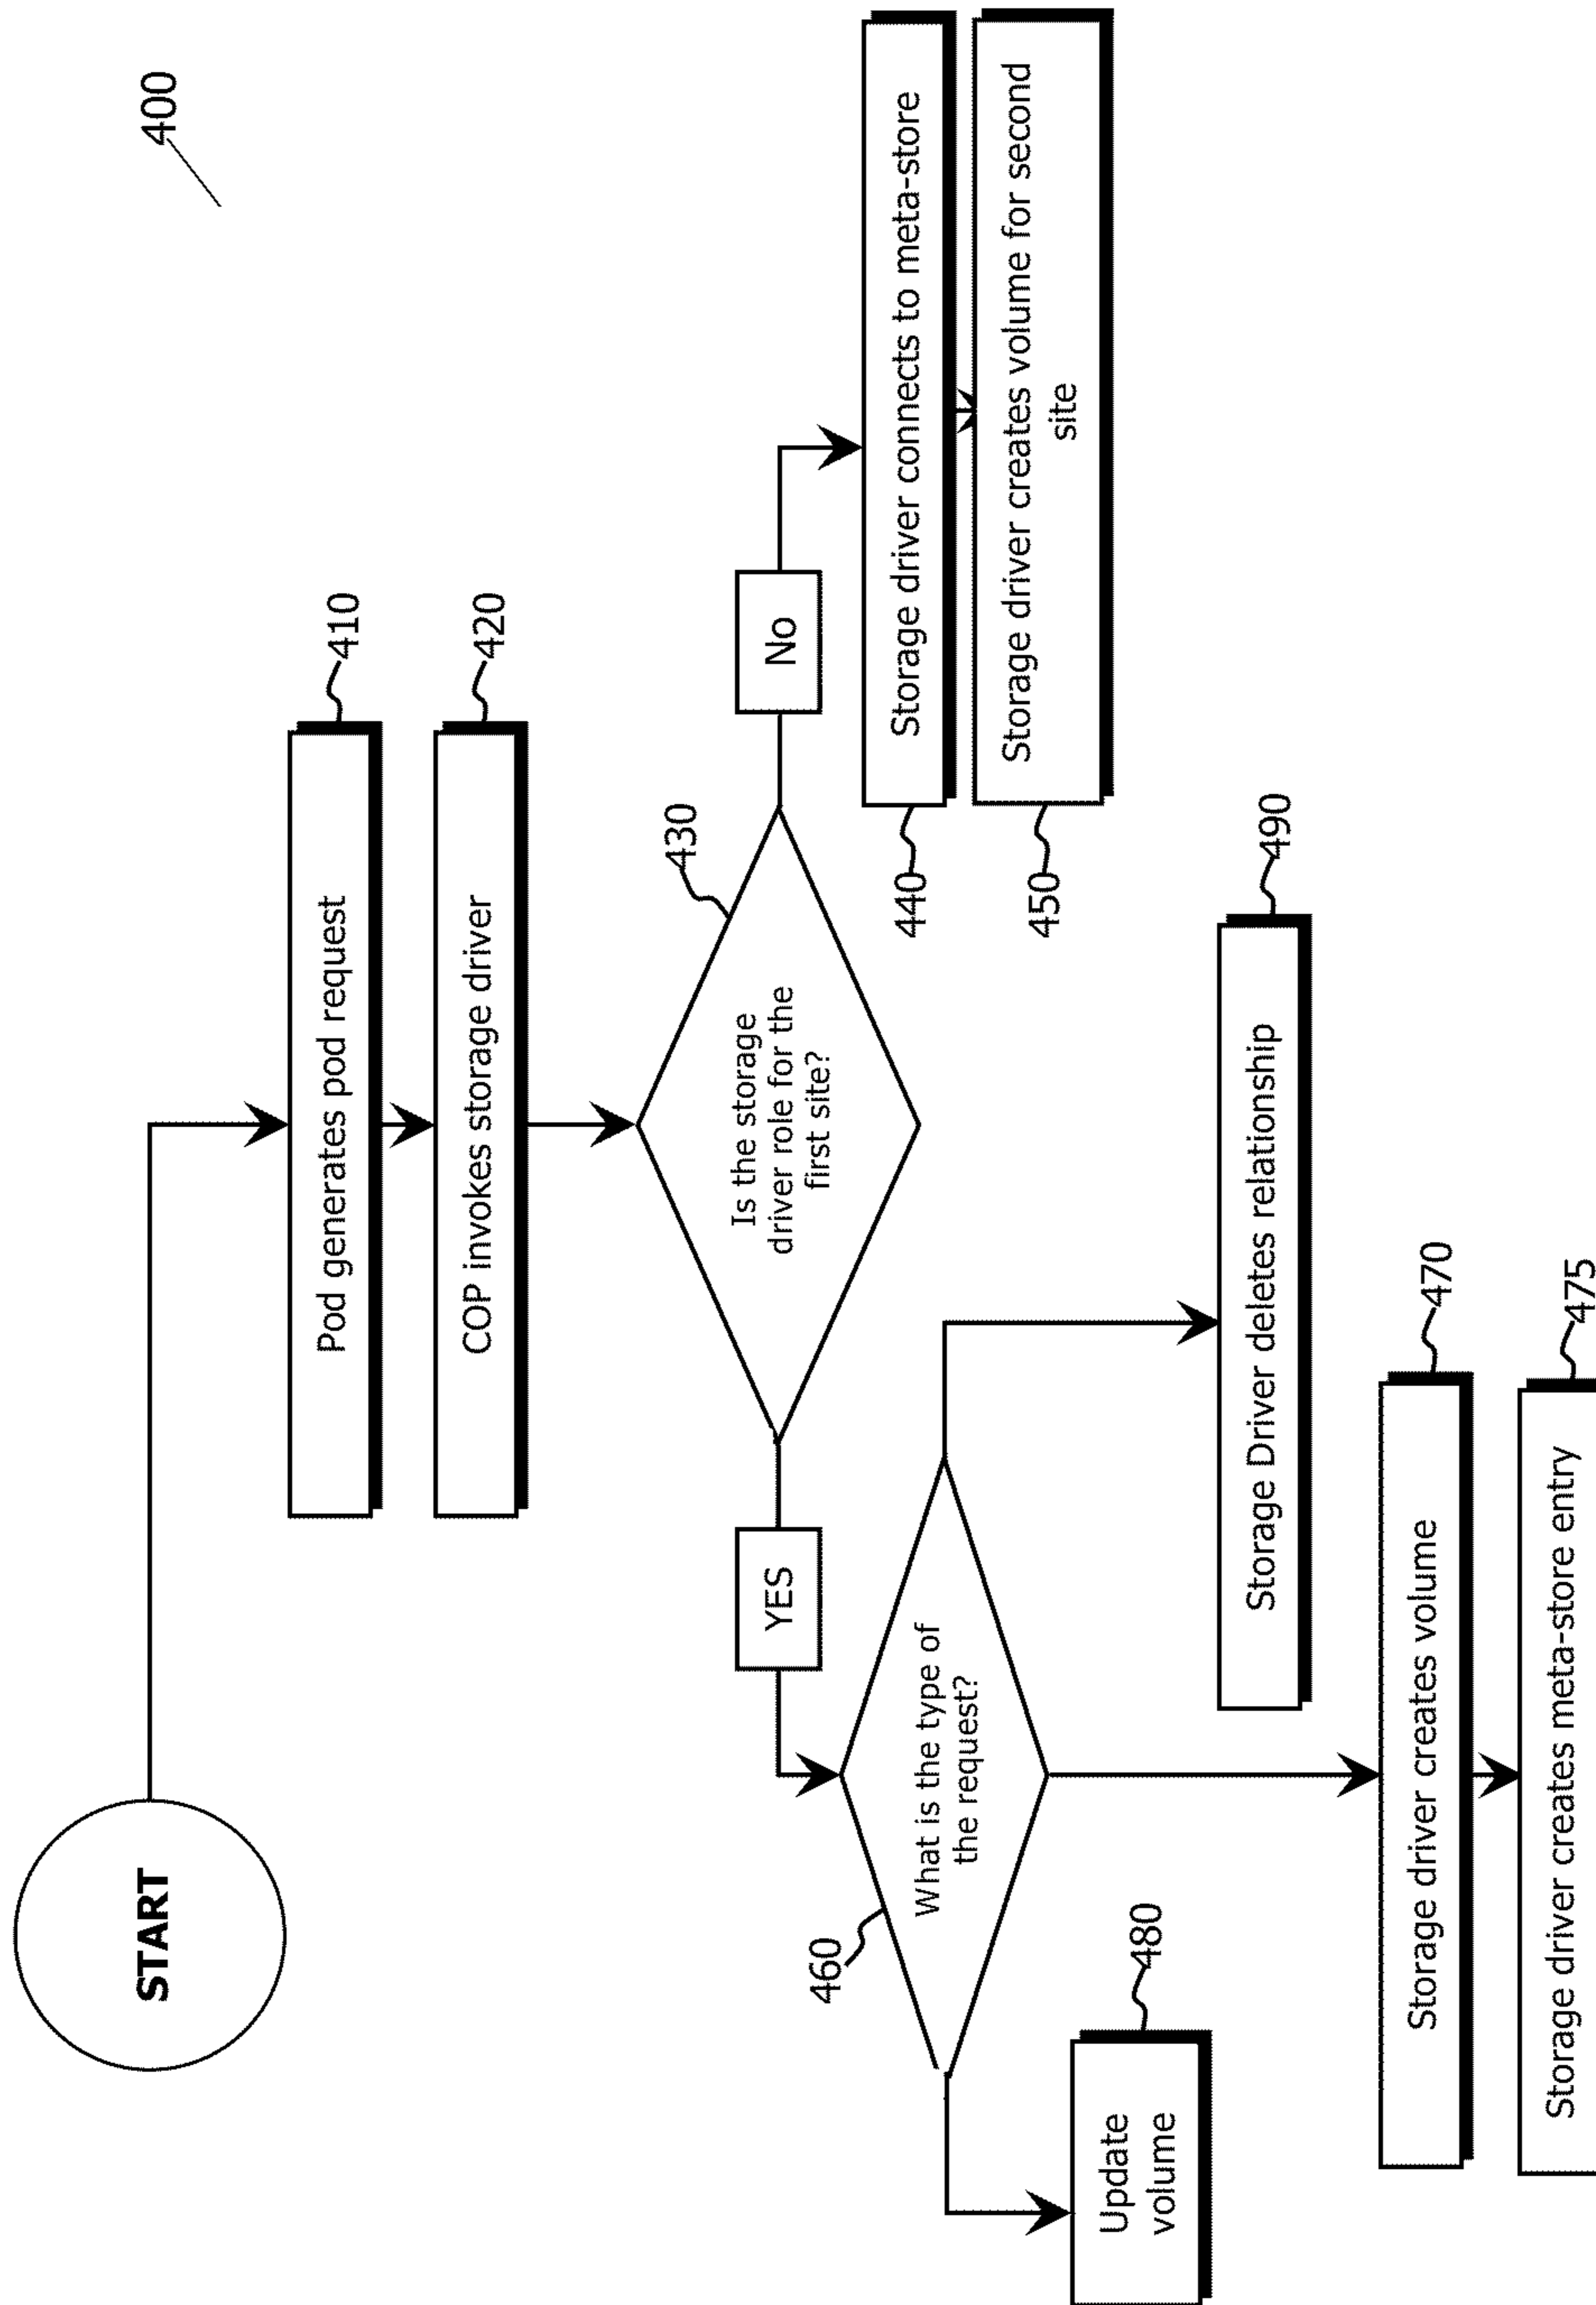 400
START
Pod generates pod request
410
COP invokes storage driver
420
Is the storage
driver role for the
first site?
430
YES
No
440
Storage driver connects to meta-store
450
Storage driver creates volume for second
site
460
What is the type of
the request?
Update
volume
480
Storage Driver deletes relationship
490
Storage driver creates volume
470
Storage driver creates meta-store entry
475